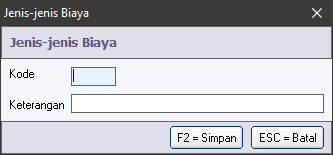 Jenis-jenis Biaya
Jenis-jenis Biaya
Kode
Keterangan
F2 = Simpan ESC = Batal